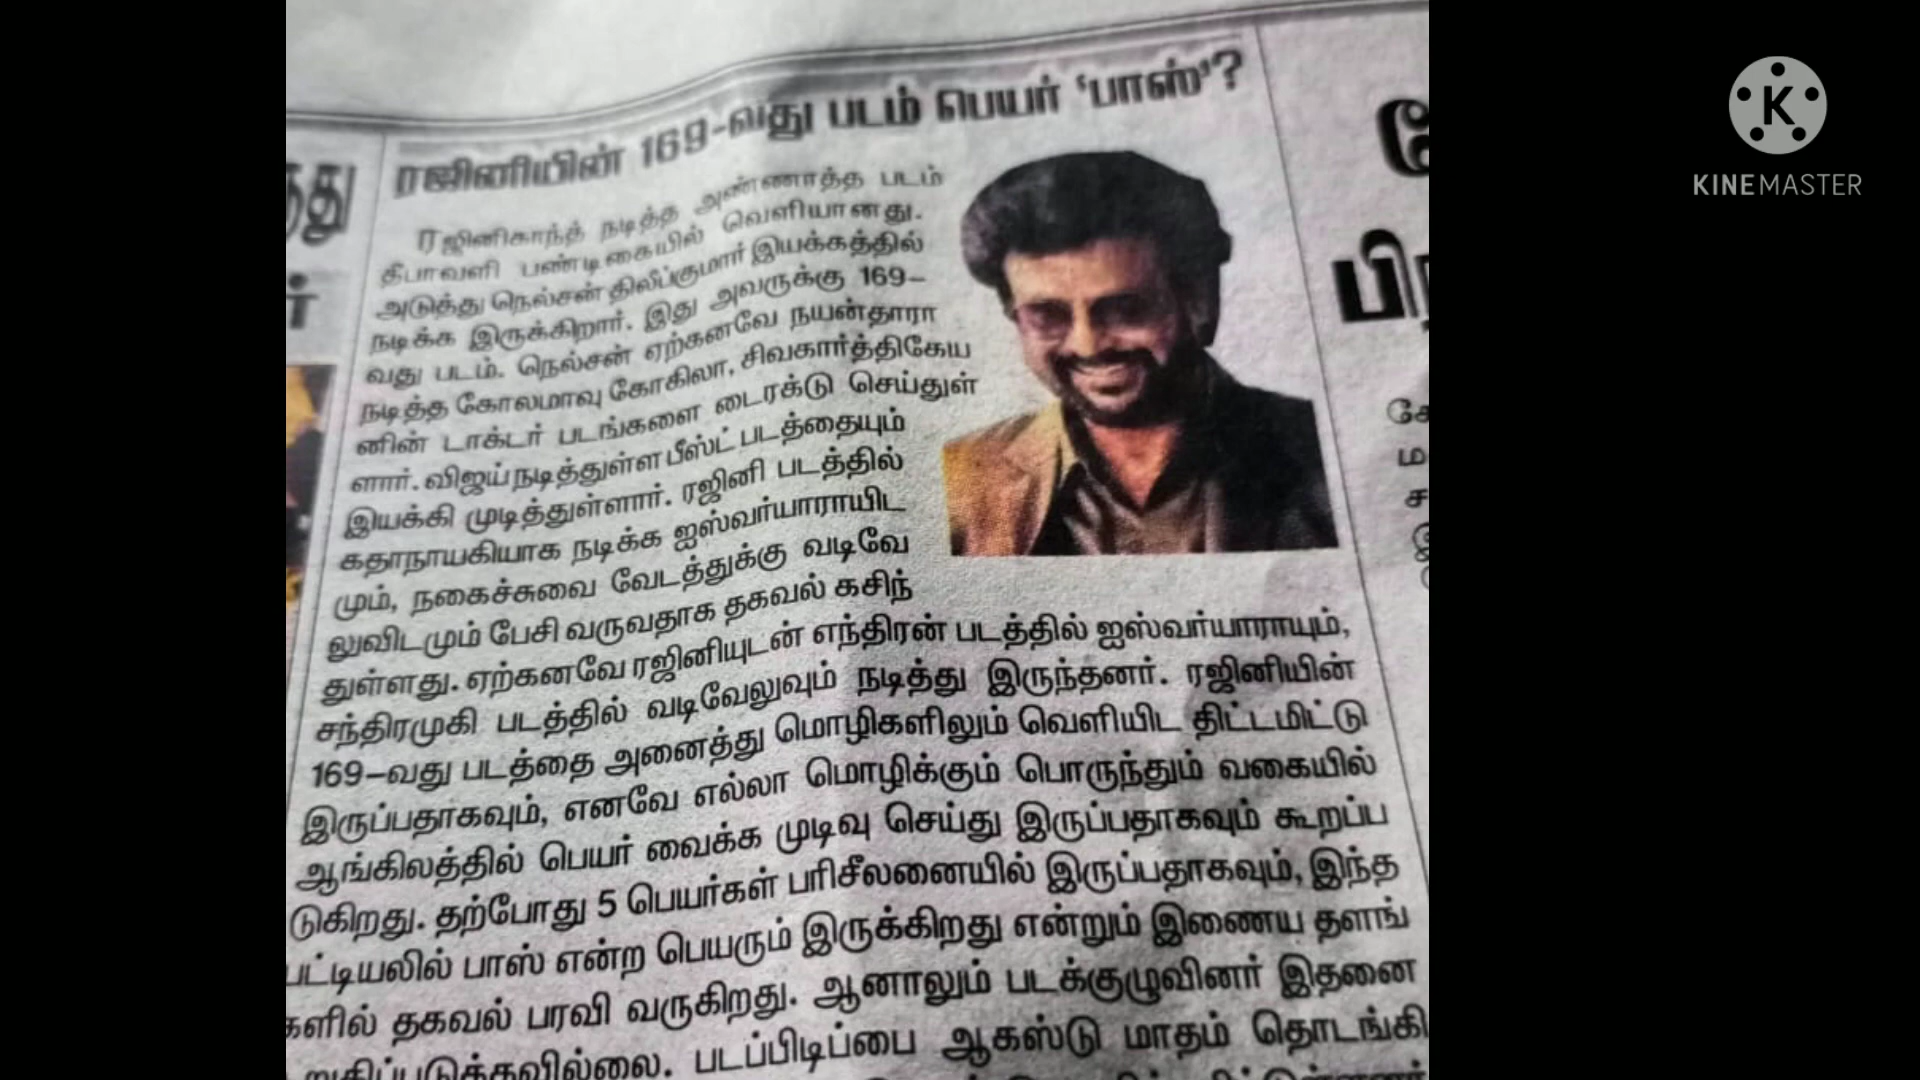 ரஜினியின் 169-வது படம் பெயர் ‘பாஸ்’?
ரஜினிகாந்த் நடித்த அண்ணாத்த படம்
தீபாவளி பண்டிகையில் வெளியானது.
அடுத்து நெல்சன் திலீப்குமார் இயக்கத்தில்
நடிக்க இருக்கிறார். இது அவருக்கு 169-
வது படம். நெல்சன் ஏற்கனவே நயன்தாரா
நடித்த கோலமாவு கோகிலா, சிவகார்த்திகேய
னின் டாக்டர் படங்களை டைரக்டு செய்துள்
ளார். விஜய் நடித்துள்ள பீஸ்ட் படத்தையும்
இயக்கி முடித்துள்ளார். ரஜினி படத்தில்
கதாநாயகியாக நடிக்க ஐஸ்வர்யாராயிட
மும், நகைச்சுவை வேடத்துக்கு வடிவே
லுவிடமும் பேசி வருவதாக தகவல் கசிந்
துள்ளது. ஏற்கனவே ரஜினியுடன் எந்திரன் படத்தில் ஐஸ்வர்யாராயும்,
சந்திரமுகி படத்தில் வடிவேலுவும் நடித்து இருந்தனர். ரஜினியின்
169-வது படத்தை அனைத்து மொழிகளிலும் வெளியிட திட்டமிட்டு
இருப்பதாகவும், எனவே எல்லா மொழிக்கும் பொருந்தும் வகையில்
ஆங்கிலத்தில் பெயர் வைக்க முடிவு செய்து இருப்பதாகவும் கூறப்ப
டுகிறது. தற்போது 5 பெயர்கள் பரிசீலனையில் இருப்பதாகவும், இந்த
பட்டியலில் பாஸ் என்ற பெயரும் இருக்கிறது என்றும் இணைய தளங்
களில் தகவல் பரவி வருகிறது. ஆனாலும் படக்குழுவினர் இதனை
படப்பிடிப்பை ஆகஸ்டு மாதம் தொடங்கி
KINEMASTER